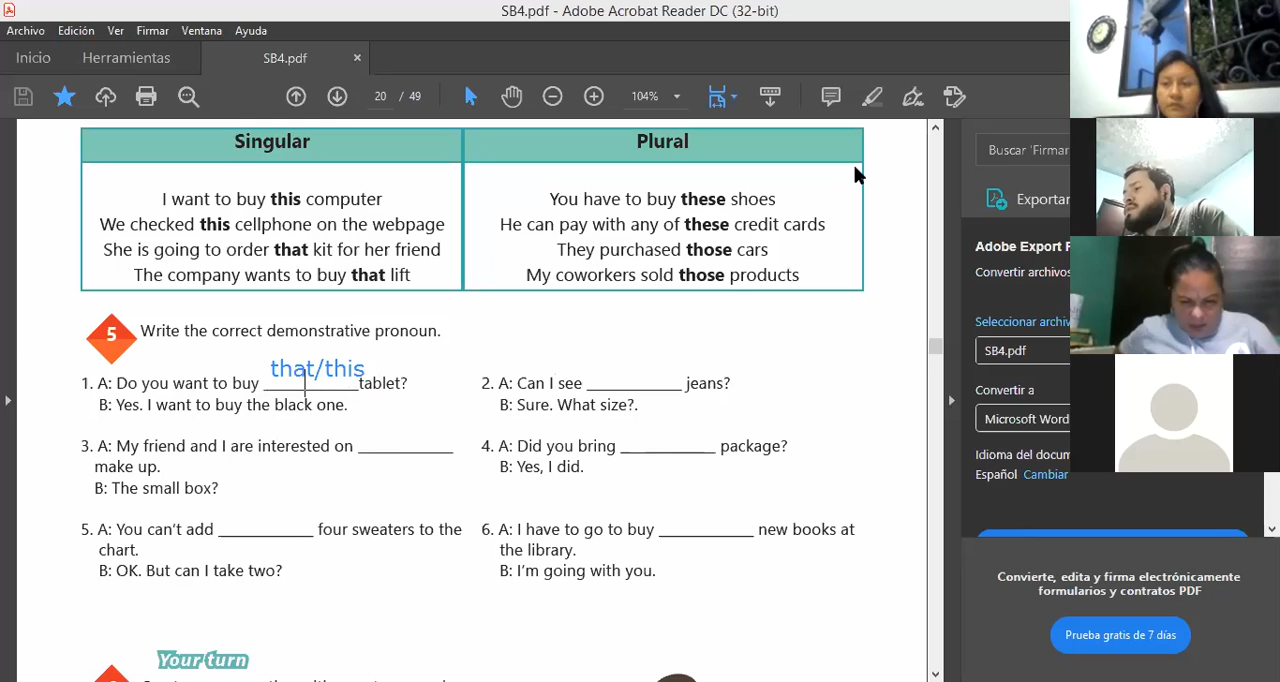 SB4.pdf - Adobe Acrobat Reader DC (32-bit)
Archivo Edición Ver Firmar Ventana Ayuda
Inicio Herramientas SB4.pdf ×
20 / 49 104%
Singular Plural
I want to buy this computer
We checked this cellphone on the webpage
She is going to order that kit for her friend
The company wants to buy that lift
You have to buy these shoes
He can pay with any of these credit cards
They purchased those cars
My coworkers sold those products
5 Write the correct demonstrative pronoun.
that/this
1. A: Do you want to buy __________tablet?
B: Yes. I want to buy the black one.
2. A: Can I see __________ jeans?
B: Sure. What size?.
3. A: My friend and I are interested on __________
make up.
B: The small box?
4. A: Did you bring __________ package?
B: Yes, I did.
5. A: You can't add __________ four sweaters to the
chart.
B: OK. But can I take two?
6. A: I have to go to buy __________ new books at
the library.
B: I'm going with you.
Your turn
Buscar 'Firmar
Exportar
Adobe Export
Convertir archivos
Seleccionar archiv
SB4.pdf
Convertir a
Microsoft Word
Idioma del docum
Español Cambiar
Convierte, edita y firma electrónicamente
formularios y contratos PDF
Prueba gratis de 7 días